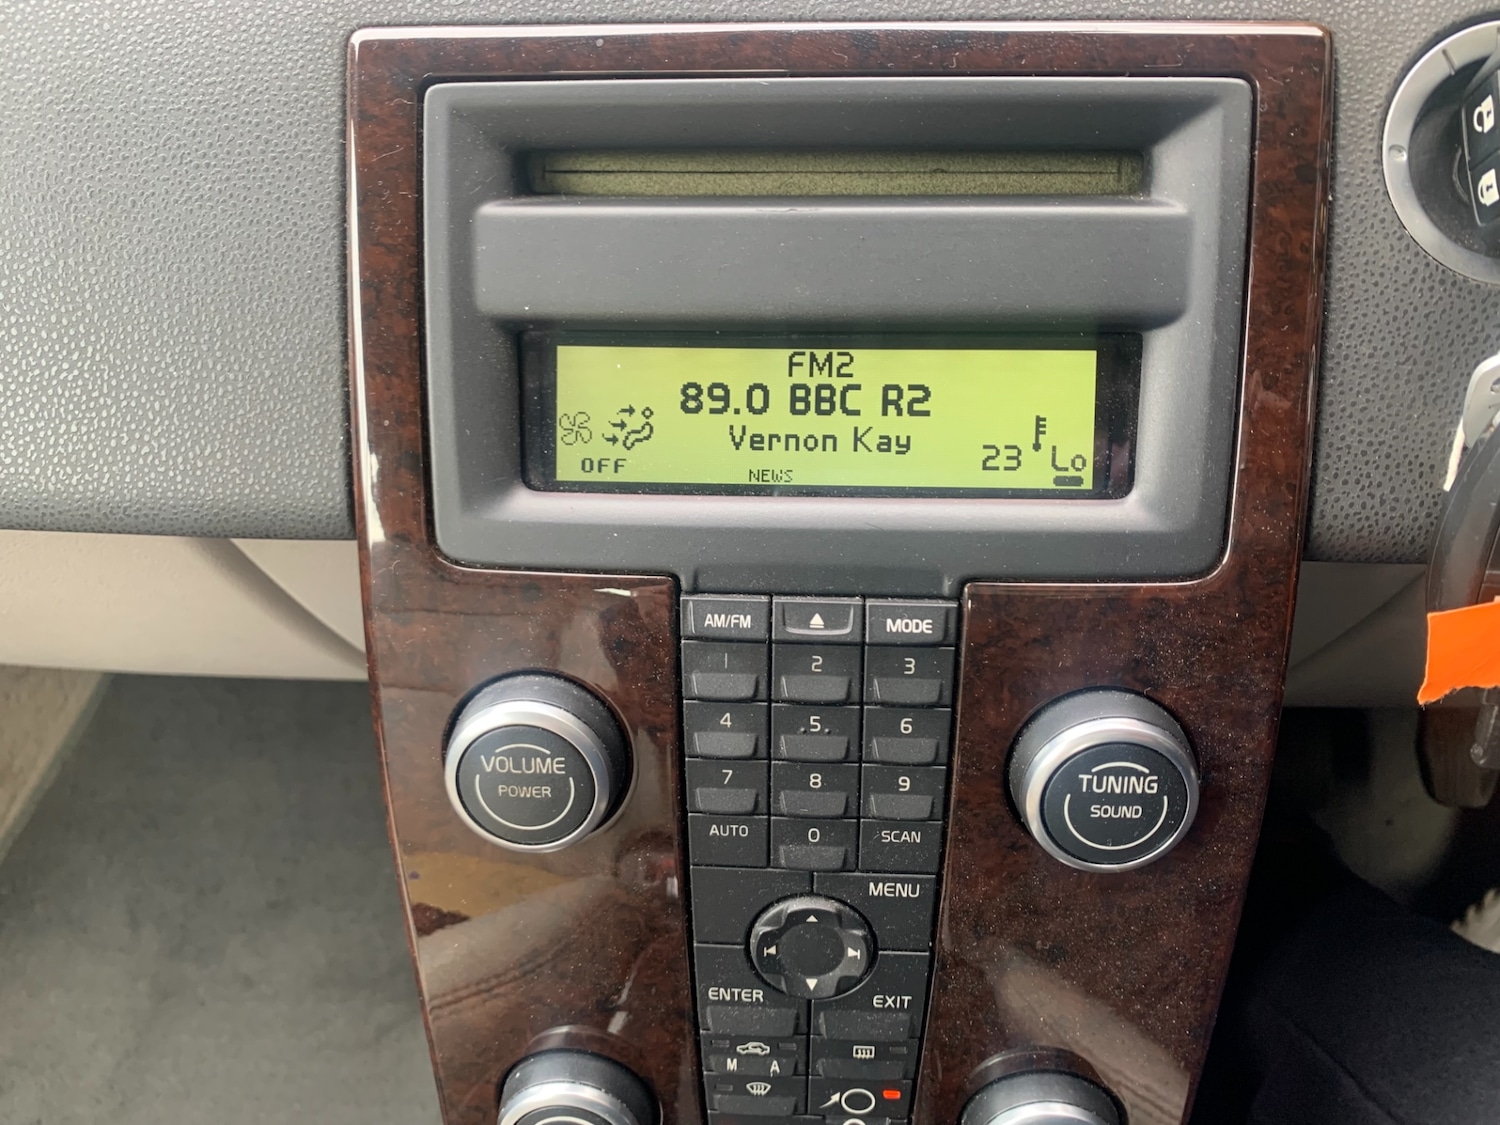 FM2
89.0 BBC R2
Vernon Kay
OFF
NEWS
23
Lo
AM/FM
MODE
1
2
3
4
.5.
6
7
8
9
AUTO
0
SCAN
VOLUME
POWER
TUNING
SOUND
MENU
ENTER
EXIT
M A